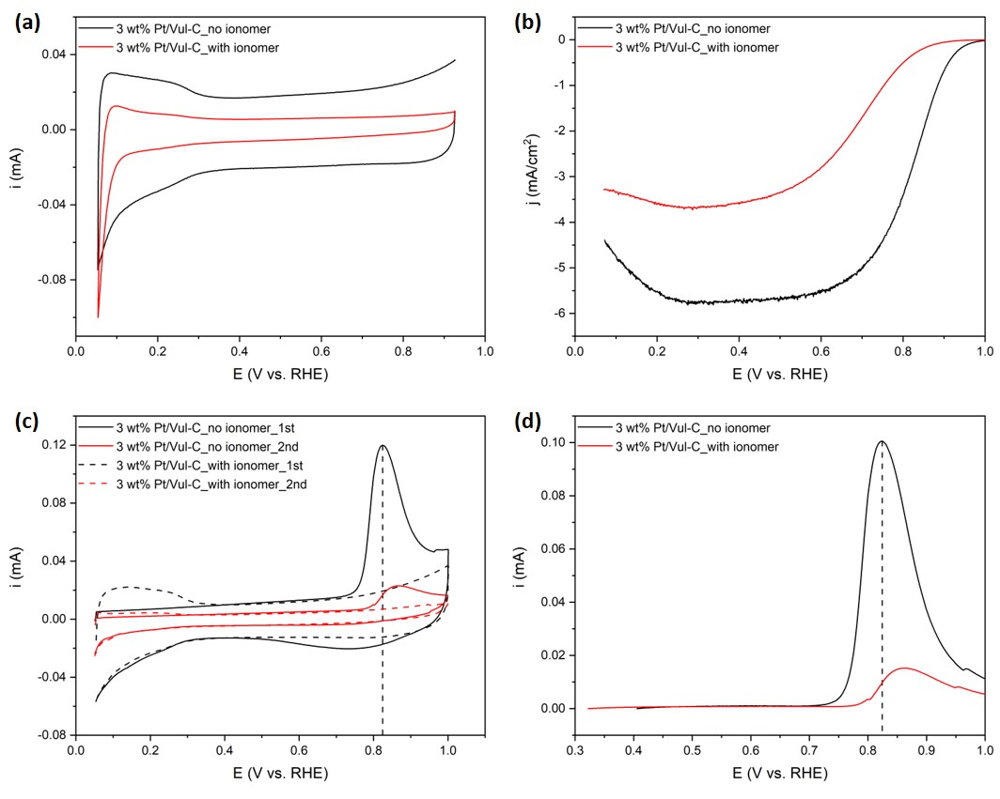 (a)
3 wt% Pt/Vul-C_no ionomer
3 wt% Pt/Vul-C_with ionomer
0.04
0.00
-0.04
-0.08
i (mA)
0.0 0.2 0.4 0.6 0.8 1.0
E (V vs. RHE)
(b)
3 wt% Pt/Vul-C_no ionomer
3 wt% Pt/Vul-C_with ionomer
0
-1
-2
-3
-4
-5
-6
j (mA/cm2)
0.0 0.2 0.4 0.6 0.8 1.0
E (V vs. RHE)
(c)
3 wt% Pt/Vul-C_no ionomer_1st
3 wt% Pt/Vul-C_no ionomer_2nd
3 wt% Pt/Vul-C_with ionomer_1st
3 wt% Pt/Vul-C_with ionomer_2nd
0.12
0.08
0.04
0.00
-0.04
-0.08
i (mA)
0.0 0.2 0.4 0.6 0.8 1.0
E (V vs. RHE)
(d)
3 wt% Pt/Vul-C_no ionomer
3 wt% Pt/Vul-C_with ionomer
0.10
0.08
0.06
0.04
0.02
0.00
i (mA)
0.3 0.4 0.5 0.6 0.7 0.8 0.9 1.0
E (V vs. RHE)